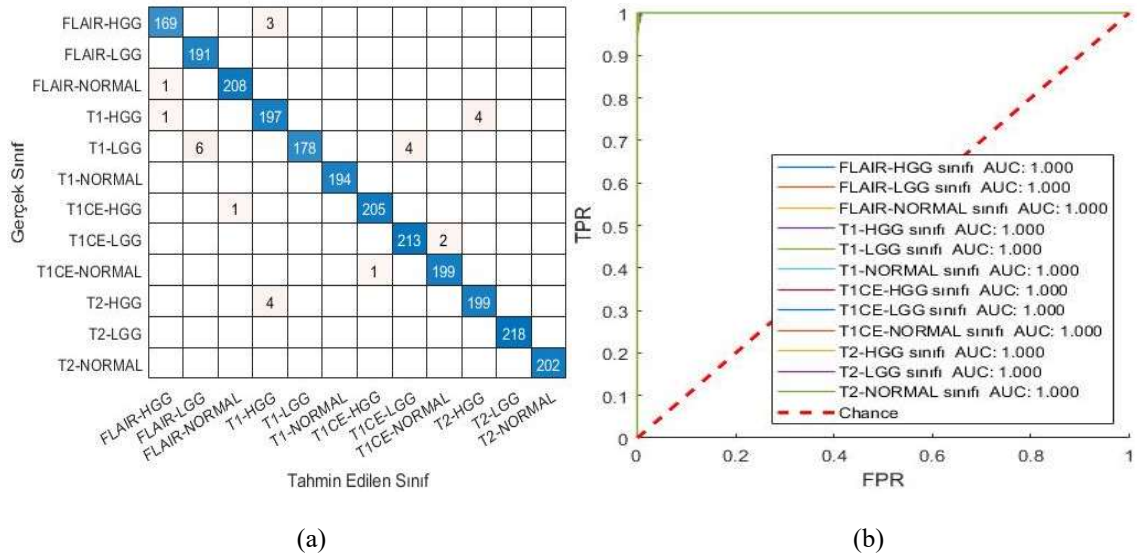 FLAIR-HGG 169 3
FLAIR-LGG 191
FLAIR-NORMAL 1 208
T1-HGG 1 197 4
T1-LGG 6 178 4
T1-NORMAL 194
T1CE-HGG 1 205
T1CE-LGG 213 2
T1CE-NORMAL 1 199
T2-HGG 4 199
T2-LGG 218
T2-NORMAL 202
Gerçek Sınıf
FLAIR-HGG
FLAIR-LGG
FLAIR-NORMAL
T1-HGG
T1-LGG
T1-NORMAL
T1CE-HGG
T1CE-LGG
T1CE-NORMAL
T2-HGG
T2-LGG
T2-NORMAL
Tahmin Edilen Sınıf
(a)
1
0.9
0.8
0.7
0.6
0.5
0.4
0.3
0.2
0.1
0
TPR
FLAIR-HGG sınıfı AUC: 1.000
FLAIR-LGG sınıfı AUC: 1.000
FLAIR-NORMAL sınıfı AUC: 1.000
T1-HGG sınıfı AUC: 1.000
T1-LGG sınıfı AUC: 1.000
T1-NORMAL sınıfı AUC: 1.000
T1CE-HGG sınıfı AUC: 1.000
T1CE-LGG sınıfı AUC: 1.000
T1CE-NORMAL sınıfı AUC: 1.000
T2-HGG sınıfı AUC: 1.000
T2-LGG sınıfı AUC: 1.000
T2-NORMAL sınıfı AUC: 1.000
Chance
0 0.2 0.4 0.6 0.8 1
FPR
(b)